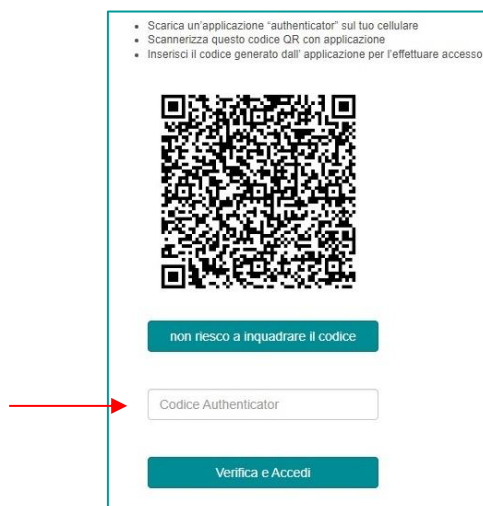 Scarica un'applicazione "authenticator" sul tuo cellulare
Scannerizza questo codice QR con applicazione
Inserisci il codice generato dall' applicazione per l'effettuare accesso
non riesco a inquadrare il codice
Codice Authenticator
Verifica e Accedi